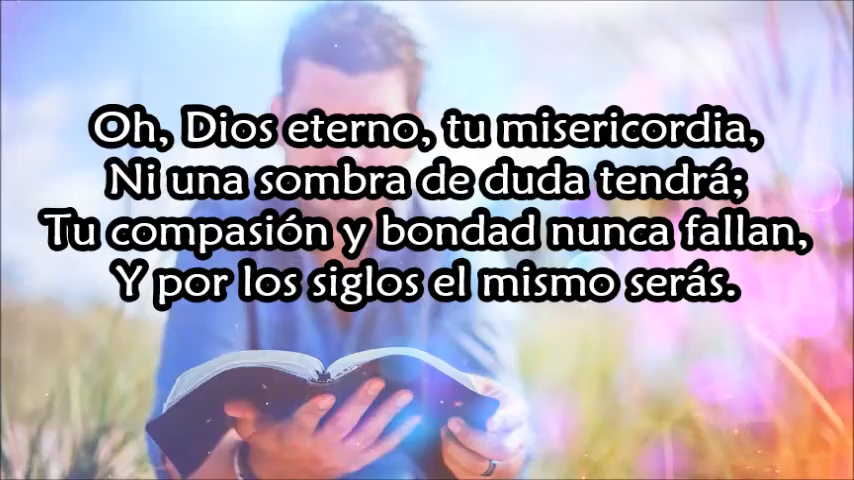 Oh, Dios eterno, tu misericordia,
Ni una sombra de duda tendrá;
Tu compasión y bondad nunca fallan,
Y por los siglos el mismo serás.